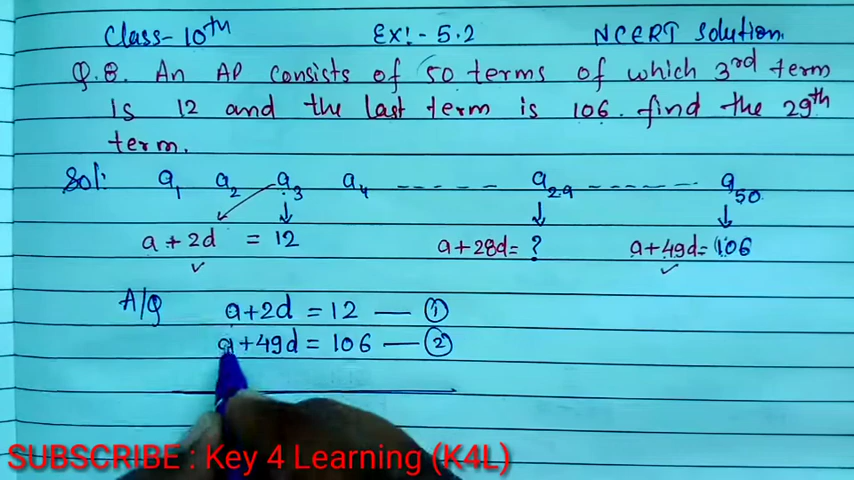 Class-10th Ex!-5.2 NCERT Solution.
Q.8. An AP consists of 50 terms of which 3rd term
is 12 and the last term is 106. find the 29th
term.
Sol: a1 a2 a3 a4 ------ a29 ------- a50
a + 2d = 12 a+28d= ? a+49d=106
A/Q a+2d = 12 — ①
a+49d = 106 — ②
SUBSCRIBE : Key 4 Learning (K4L)